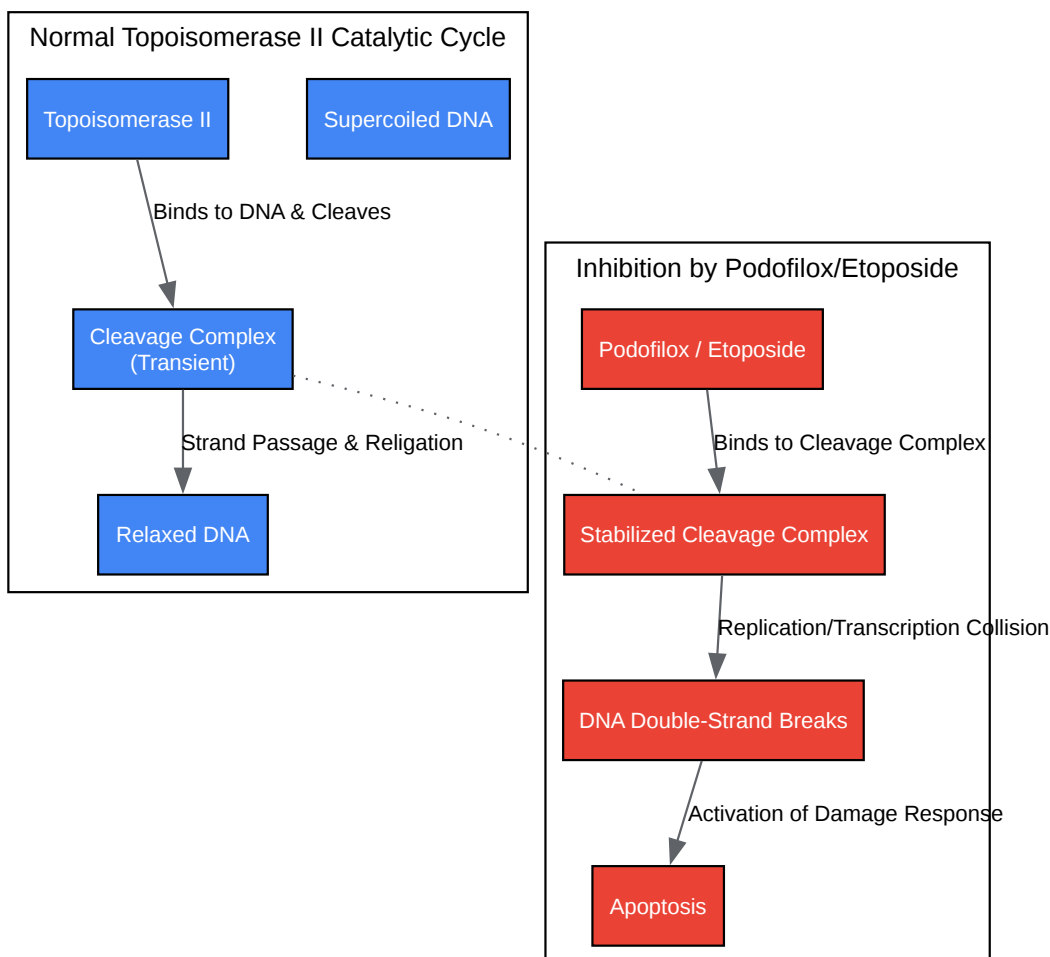 Normal Topoisomerase II Catalytic Cycle
Topoisomerase II
Supercoiled DNA
Binds to DNA & Cleaves
Cleavage Complex
(Transient)
Strand Passage & Religation
Relaxed DNA
Inhibition by Podofilox/Etoposide
Podofilox / Etoposide
Binds to Cleavage Complex
Stabilized Cleavage Complex
Replication/Transcription Collision
DNA Double-Strand Breaks
Activation of Damage Response
Apoptosis